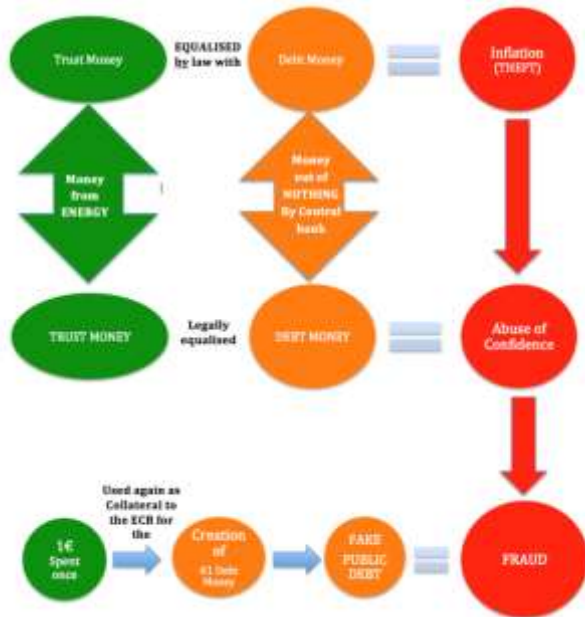 Trust Money
EQUALISED
by law with
Debt Money
Inflation
(THEFT)
Money
from
ENERGY
Money
out of
NOTHING
By Central
bank
TRUST MONEY
Legally
equalised
DEBT MONEY
Abuse of
Confidence
Used again as
Collateral to
the ECB for
the
1€
Spent
once
Creation
of
€1 Debt
Money
FAKE
PUBLIC
DEBT
FRAUD